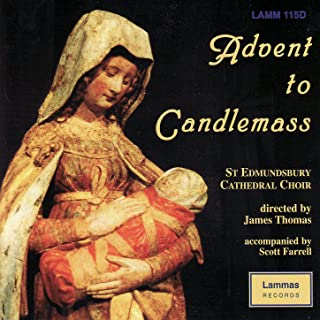 LAMM 115D
Advent
to
Candlemass
ST EDMUNDSBURY
CATHEDRAL CHOIR
directed by
James Thomas
accompanied by
Scott Farrell
Lammas
RECORDS